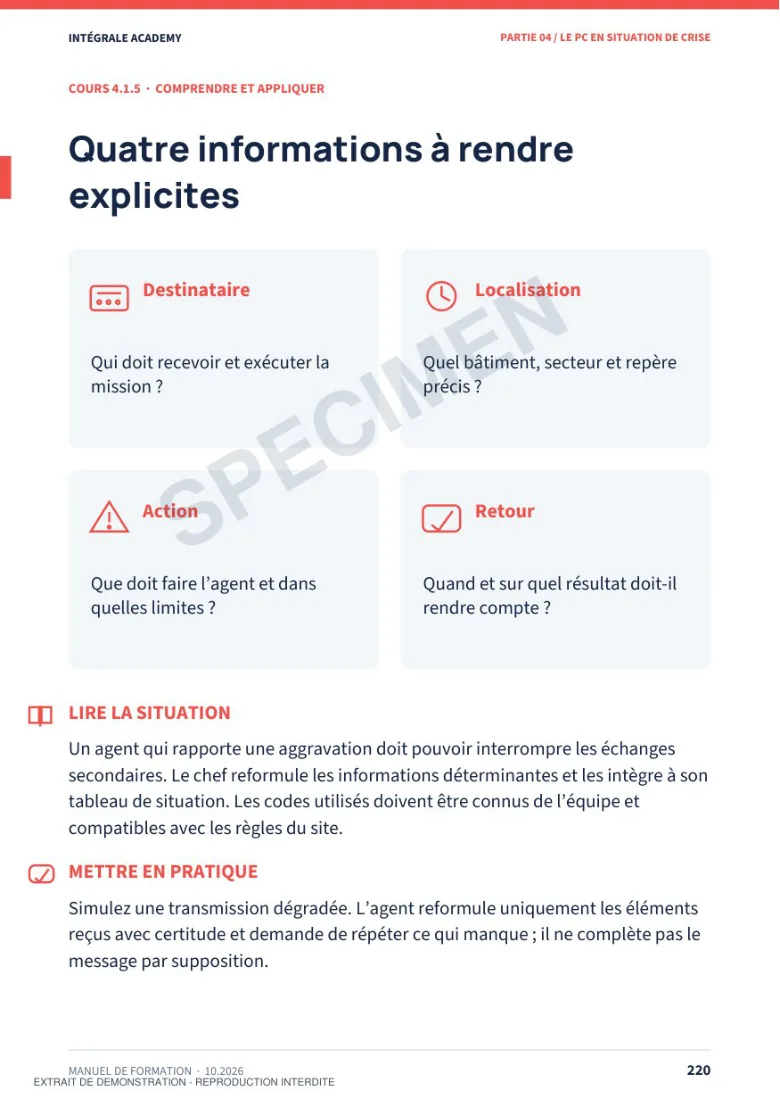 INTÉGRALE ACADEMY
PARTIE 04 / LE PC EN SITUATION DE CRISE
COURS 4.1.5 · COMPRENDRE ET APPLIQUER
Quatre informations à rendre
explicites
Destinataire
Qui doit recevoir et exécuter la
mission ?
Localisation
Quel bâtiment, secteur et repère
précis ?
Action
Que doit faire l’agent et dans
quelles limites ?
Retour
Quand et sur quel résultat doit-il
rendre compte ?
SPECIMEN
LIRE LA SITUATION
Un agent qui rapporte une aggravation doit pouvoir interrompre les échanges
secondaires. Le chef reformule les informations déterminantes et les intègre à son
tableau de situation. Les codes utilisés doivent être connus de l’équipe et
compatibles avec les règles du site.
METTRE EN PRATIQUE
Simulez une transmission dégradée. L’agent reformule uniquement les éléments
reçus avec certitude et demande de répéter ce qui manque ; il ne complète pas le
message par supposition.
MANUEL DE FORMATION · 10.2026
220
EXTRAIT DE DEMONSTRATION - REPRODUCTION INTERDITE